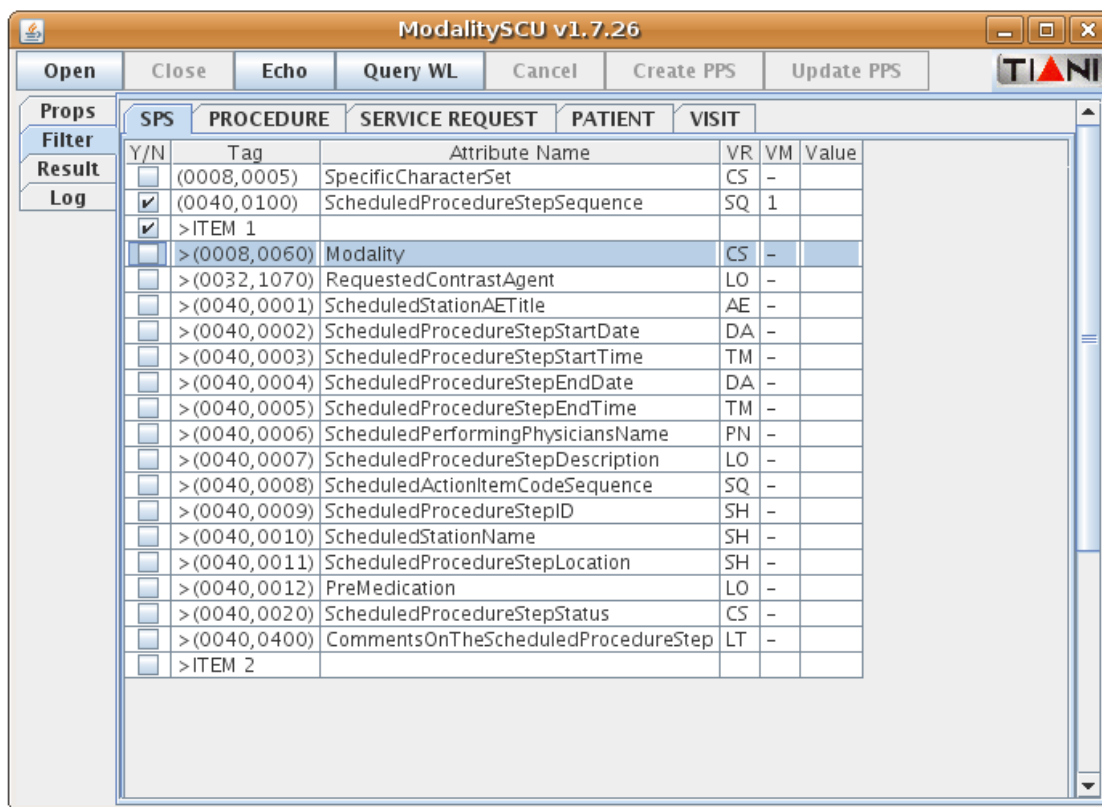 ModalitySCU v1.7.26
Open Close Echo Query WL Cancel Create PPS Update PPS TIANI
Props
Filter
Result
Log
SPS PROCEDURE SERVICE REQUEST PATIENT VISIT
Y/N Tag Attribute Name VR VM Value
(0008,0005) SpecificCharacterSet CS –
(0040,0100) ScheduledProcedureStepSequence SQ 1
>ITEM 1
>(0008,0060) Modality CS –
>(0032,1070) RequestedContrastAgent LO –
>(0040,0001) ScheduledStationAETitle AE –
>(0040,0002) ScheduledProcedureStepStartDate DA –
>(0040,0003) ScheduledProcedureStepStartTime TM –
>(0040,0004) ScheduledProcedureStepEndDate DA –
>(0040,0005) ScheduledProcedureStepEndTime TM –
>(0040,0006) ScheduledPerformingPhysiciansName PN –
>(0040,0007) ScheduledProcedureStepDescription LO –
>(0040,0008) ScheduledActionItemCodeSequence SQ –
>(0040,0009) ScheduledProcedureStepID SH –
>(0040,0010) ScheduledStationName SH –
>(0040,0011) ScheduledProcedureStepLocation SH –
>(0040,0012) PreMedication LO –
>(0040,0020) ScheduledProcedureStepStatus CS –
>(0040,0400) CommentsOnTheScheduledProcedureStep LT –
>ITEM 2